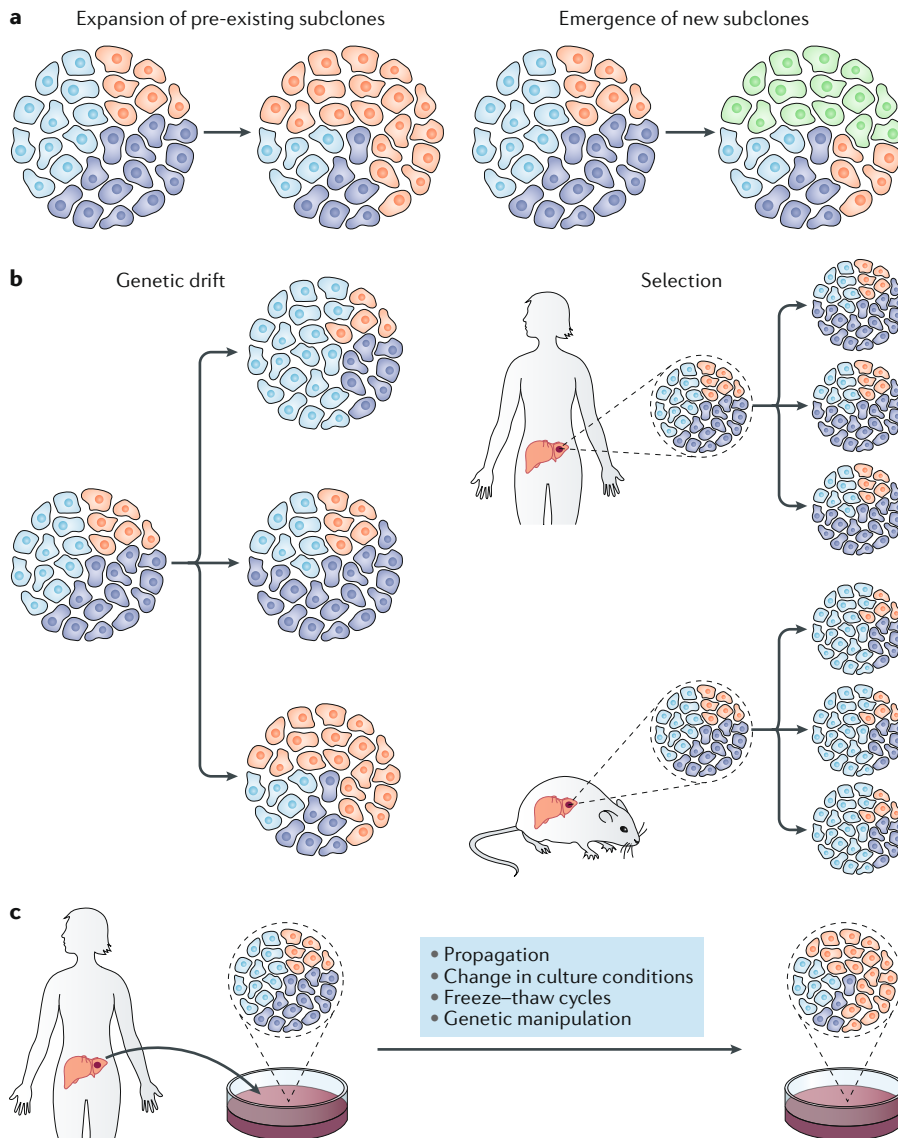 a
Expansion of pre-existing subclones
Emergence of new subclones
b
Genetic drift
Selection
c
• Propagation
• Change in culture conditions
• Freeze–thaw cycles
• Genetic manipulation